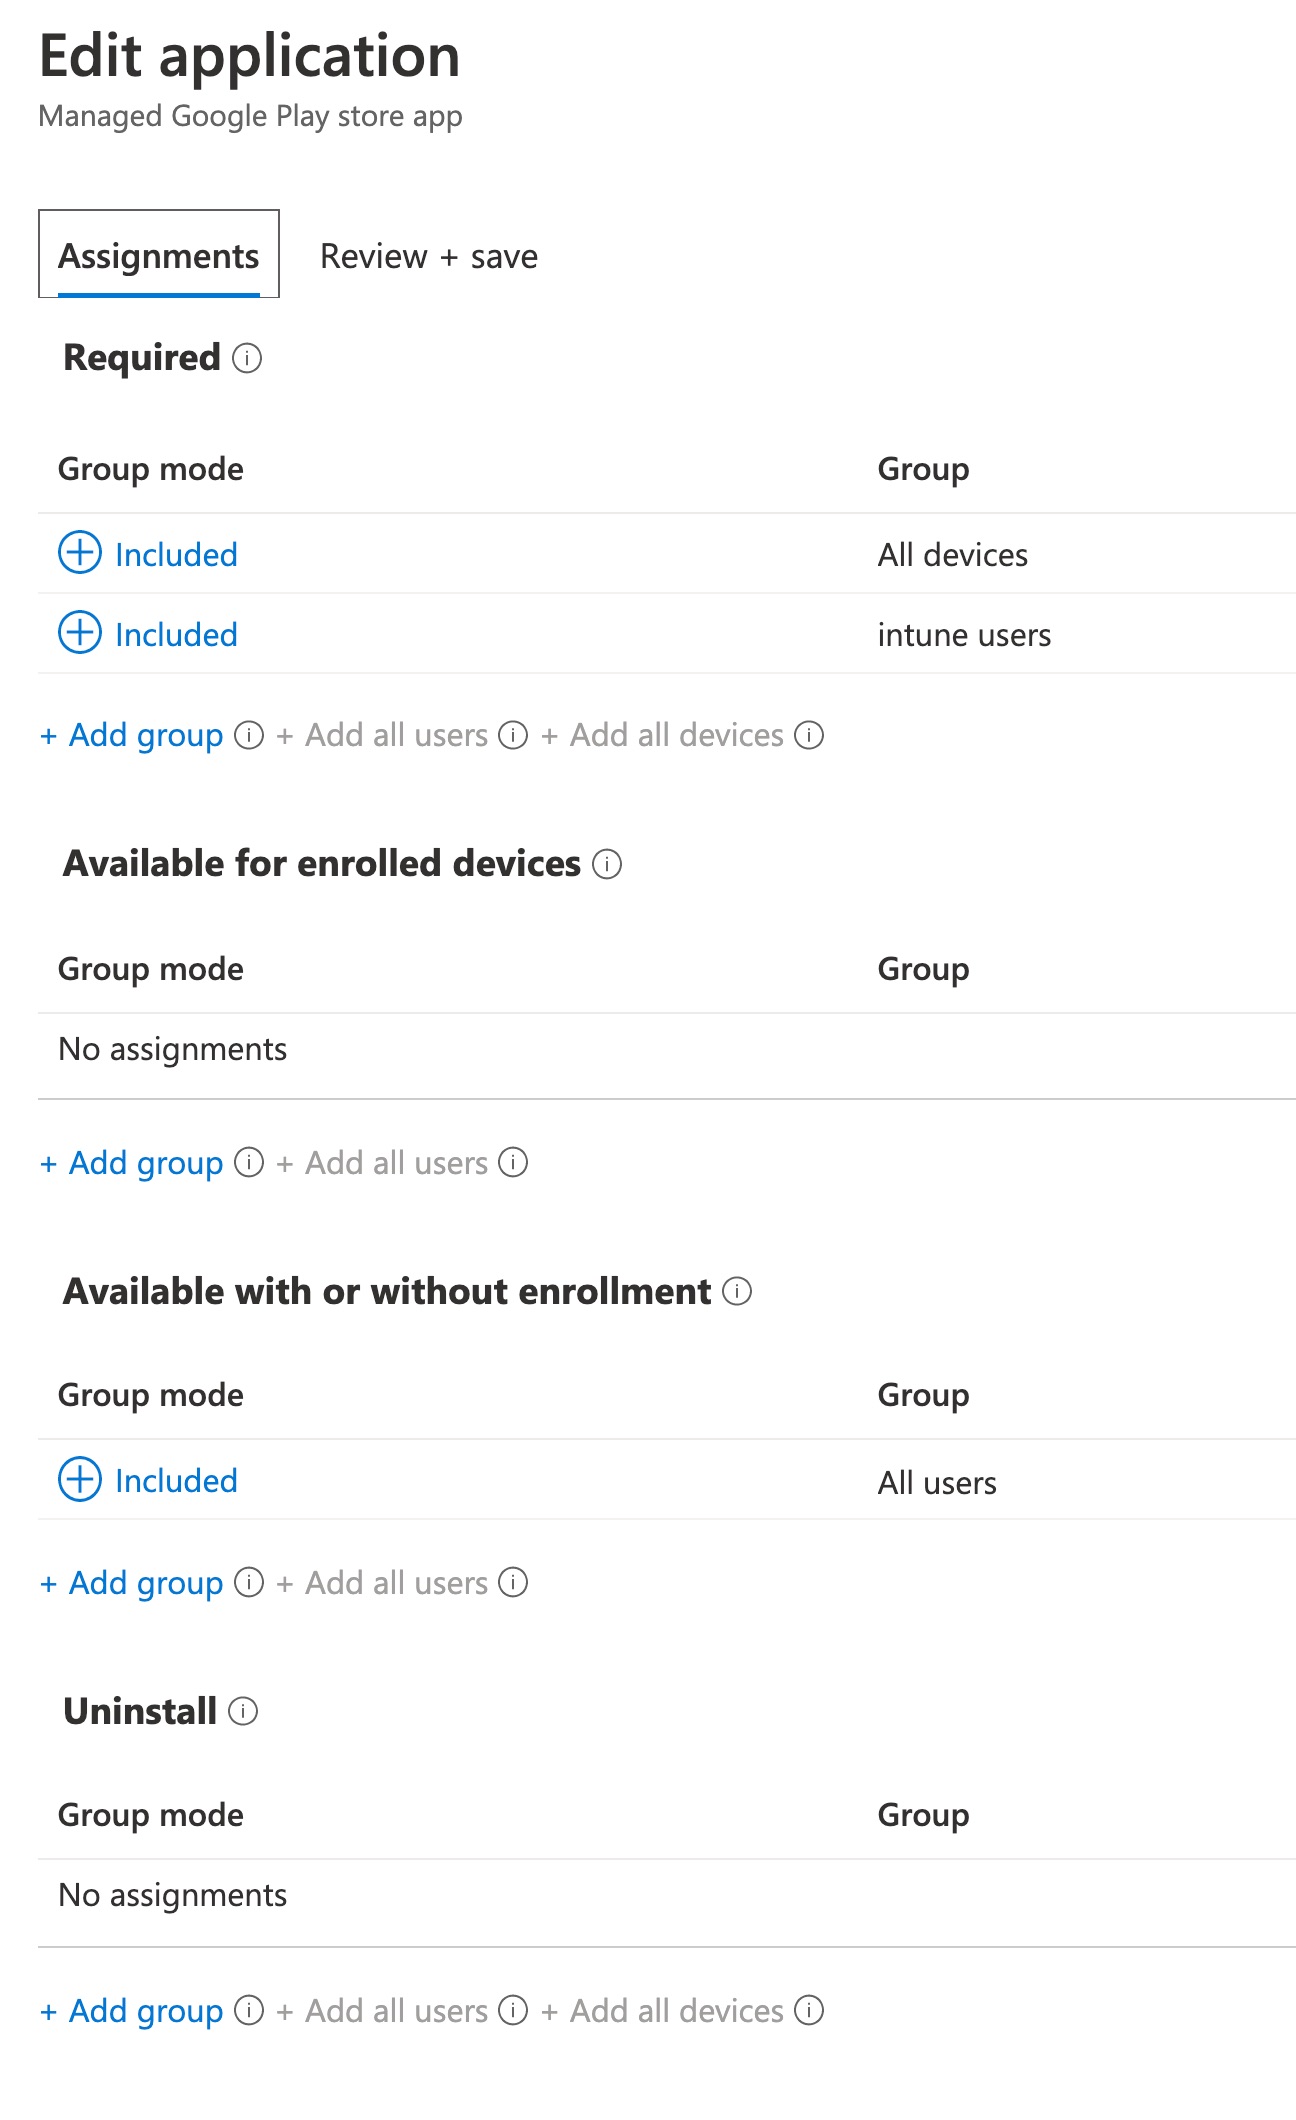 Edit application
Managed Google Play store app
Assignments Review + save
Required
Group mode Group
Included All devices
Included intune users
+ Add group + Add all users + Add all devices
Available for enrolled devices
Group mode Group
No assignments
+ Add group + Add all users
Available with or without enrollment
Group mode Group
Included All users
+ Add group + Add all users
Uninstall
Group mode Group
No assignments
+ Add group + Add all users + Add all devices